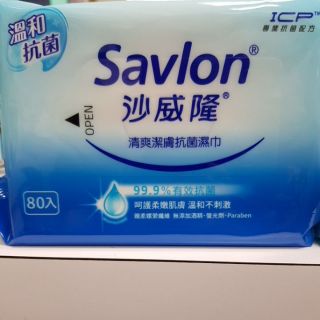 溫和
抗菌
ICP®
專業抗菌配方
Savlon®
沙威隆®
OPEN
清爽潔膚抗菌濕巾
99.9%有效抗菌
呵護柔嫩肌膚 溫和不刺激
80入
無添加酒精、螢光劑、Paraben